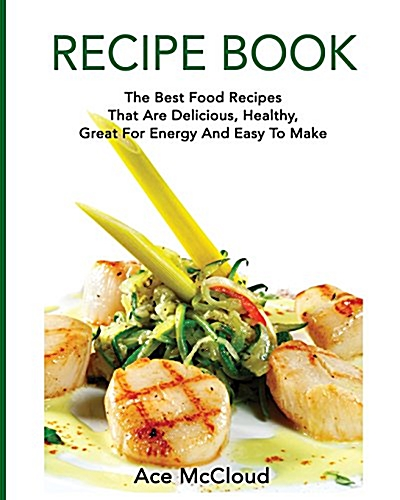 RECIPE BOOK
The Best Food Recipes
That Are Delicious, Healthy,
Great For Energy And Easy To Make
Ace McCloud